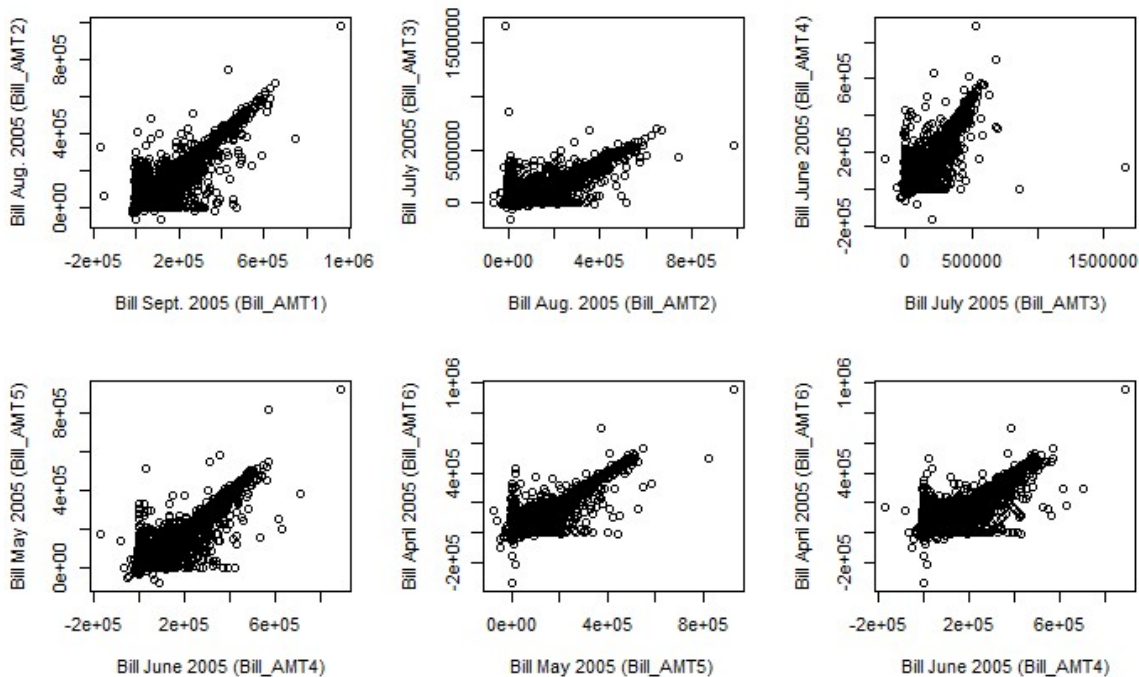 Bill Aug. 2005 (Bill_AMT2)
0e+00 4e+05 8e+05
-2e+05 2e+05 6e+05 1e+06
Bill Sept. 2005 (Bill_AMT1)
Bill July 2005 (Bill_AMT3)
0 500000 1500000
0e+00 4e+05 8e+05
Bill Aug. 2005 (Bill_AMT2)
Bill June 2005 (Bill_AMT4)
-2e+05 2e+05 6e+05
0 500000 1500000
Bill July 2005 (Bill_AMT3)
Bill May 2005 (Bill_AMT5)
0e+00 4e+05 8e+05
-2e+05 2e+05 6e+05
Bill June 2005 (Bill_AMT4)
Bill April 2005 (Bill_AMT6)
-2e+05 4e+05 1e+06
0e+00 4e+05 8e+05
Bill May 2005 (Bill_AMT5)
Bill April 2005 (Bill_AMT6)
-2e+05 4e+05 1e+06
-2e+05 2e+05 6e+05
Bill June 2005 (Bill_AMT4)